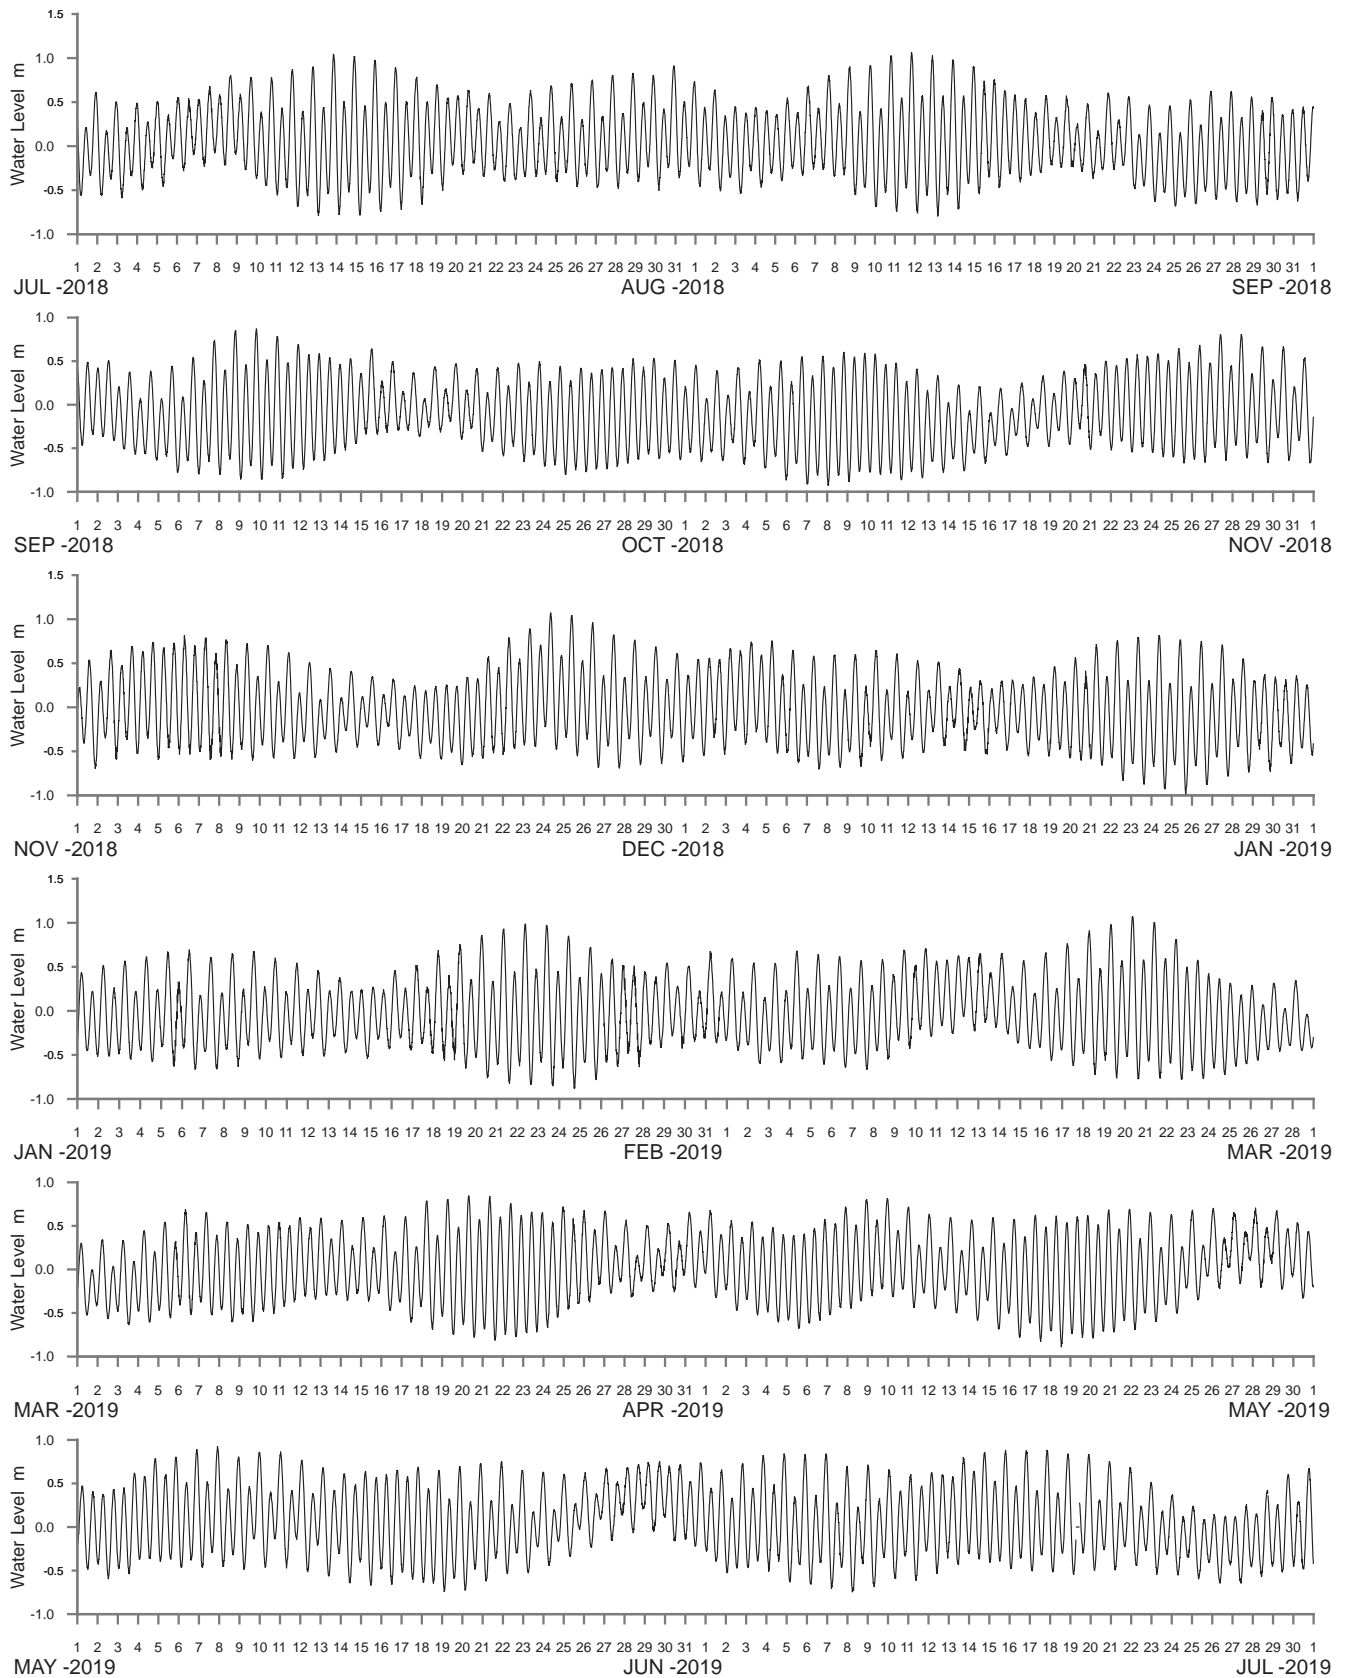 1.5
1.0
0.5
0.0
-0.5
-1.0
Water Level m
1 2 3 4 5 6 7 8 9 10 11 12 13 14 15 16 17 18 19 20 21 22 23 24 25 26 27 28 29 30 31 1 2 3 4 5 6 7 8 9 10 11 12 13 14 15 16 17 18 19 20 21 22 23 24 25 26 27 28 29 30 31 1
JUL -2018 AUG -2018 SEP -2018
1.0
0.5
0.0
-0.5
-1.0
Water Level m
1 2 3 4 5 6 7 8 9 10 11 12 13 14 15 16 17 18 19 20 21 22 23 24 25 26 27 28 29 30 1 2 3 4 5 6 7 8 9 10 11 12 13 14 15 16 17 18 19 20 21 22 23 24 25 26 27 28 29 30 31 1
SEP -2018 OCT -2018 NOV -2018
1.5
1.0
0.5
0.0
-0.5
-1.0
Water Level m
1 2 3 4 5 6 7 8 9 10 11 12 13 14 15 16 17 18 19 20 21 22 23 24 25 26 27 28 29 30 1 2 3 4 5 6 7 8 9 10 11 12 13 14 15 16 17 18 19 20 21 22 23 24 25 26 27 28 29 30 31 1
NOV -2018 DEC -2018 JAN -2019
1.5
1.0
0.5
0.0
-0.5
-1.0
Water Level m
1 2 3 4 5 6 7 8 9 10 11 12 13 14 15 16 17 18 19 20 21 22 23 24 25 26 27 28 29 30 31 1 2 3 4 5 6 7 8 9 10 11 12 13 14 15 16 17 18 19 20 21 22 23 24 25 26 27 28 1
JAN -2019 FEB -2019 MAR -2019
1.0
0.5
0.0
-0.5
-1.0
Water Level m
1 2 3 4 5 6 7 8 9 10 11 12 13 14 15 16 17 18 19 20 21 22 23 24 25 26 27 28 29 30 31 1 2 3 4 5 6 7 8 9 10 11 12 13 14 15 16 17 18 19 20 21 22 23 24 25 26 27 28 29 30 1
MAR -2019 APR -2019 MAY -2019
1.0
0.5
0.0
-0.5
-1.0
Water Level m
1 2 3 4 5 6 7 8 9 10 11 12 13 14 15 16 17 18 19 20 21 22 23 24 25 26 27 28 29 30 31 1 2 3 4 5 6 7 8 9 10 11 12 13 14 15 16 17 18 19 20 21 22 23 24 25 26 27 28 29 30 1
MAY -2019 JUN -2019 JUL -2019